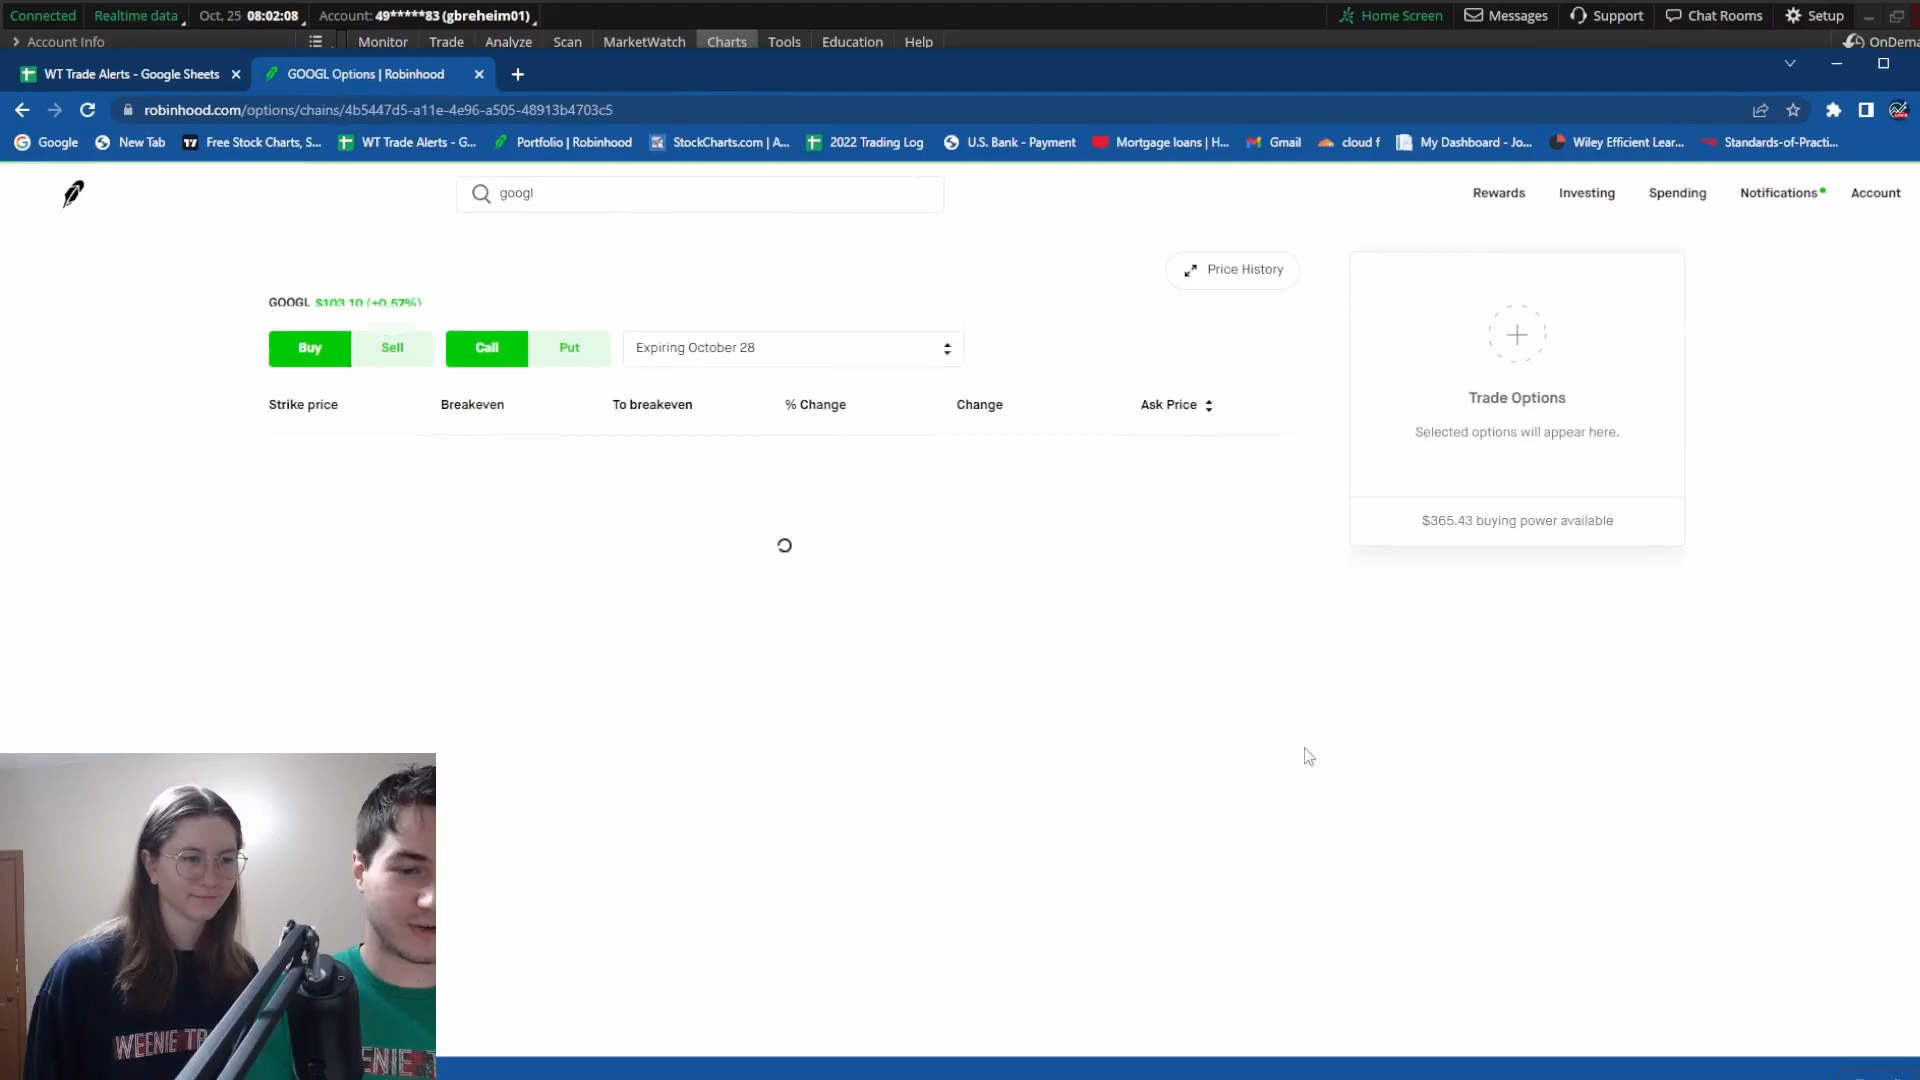 Connected Realtime data Oct, 25 08:02:08 Account: 49*****83 (gbreheim01) Home Screen Messages Support Chat Rooms Setup
Account Info Monitor Trade Analyze Scan MarketWatch Charts Tools Education Help OnDema
WT Trade Alerts - Google Sheets GOOGL Options | Robinhood
robinhood.com/options/chains/4b5447d5-a11e-4e96-a505-48913b4703c5
Google New Tab Free Stock Charts, S... WT Trade Alerts - G... Portfolio | Robinhood StockCharts.com | A... 2022 Trading Log U.S. Bank - Payment Mortgage loans | H... Gmail cloud f My Dashboard - Jo... Wiley Efficient Lear... Standards-of-Practi...
googl Rewards Investing Spending Notifications Account
Price History
GOOGL $103.10 (+0.57%)
Buy Sell Call Put Expiring October 28
Strike price Breakeven To breakeven % Change Change Ask Price
Trade Options
Selected options will appear here.
$365.43 buying power available
WEENIE TR
EENIE T